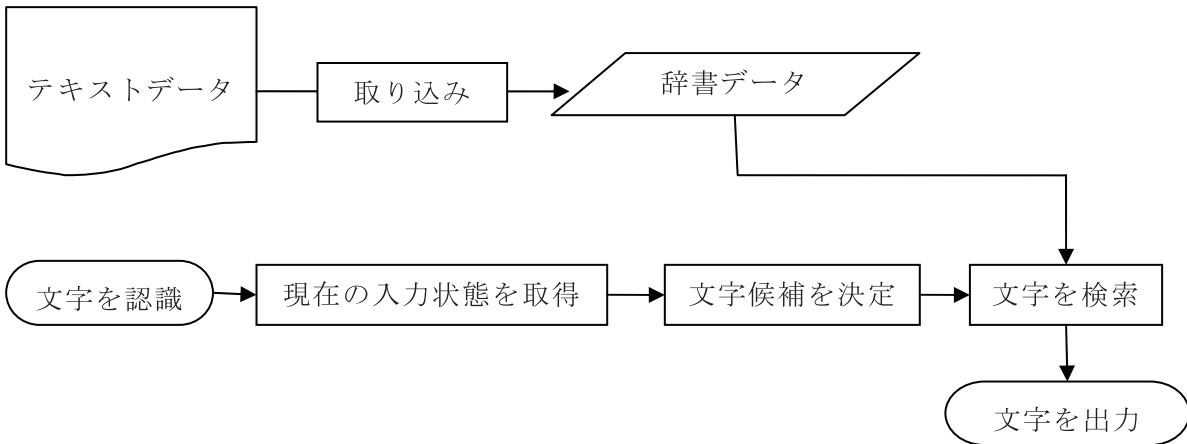 テキストデータ
取り込み
辞書データ
文字を認識
現在の入力状態を取得
文字候補を決定
文字を検索
文字を出力